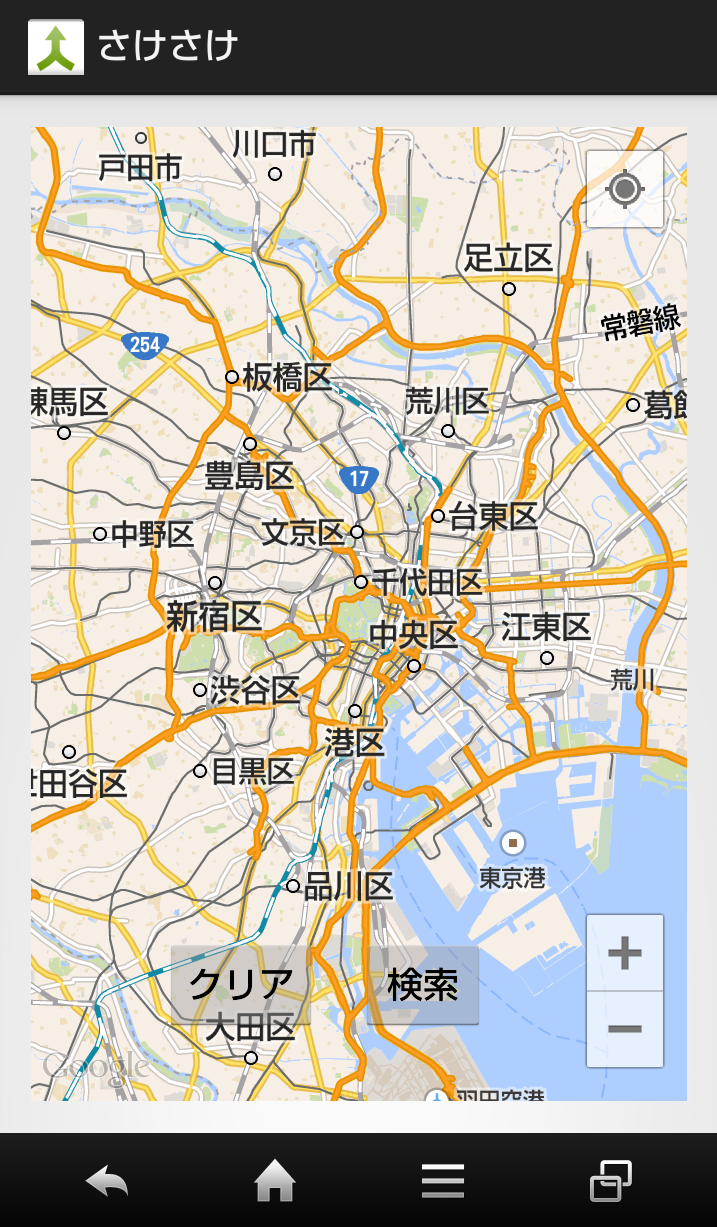 さけさけ
川口市
戸田市
足立区
常磐線
254
板橋区
練馬区
荒川区
豊島区
17
台東区
中野区
文京区
千代田区
新宿区
中央区
江東区
荒川
渋谷区
港区
目黒区
世田谷区
東京港
品川区
クリア
検索
大田区
Google
羽田空港